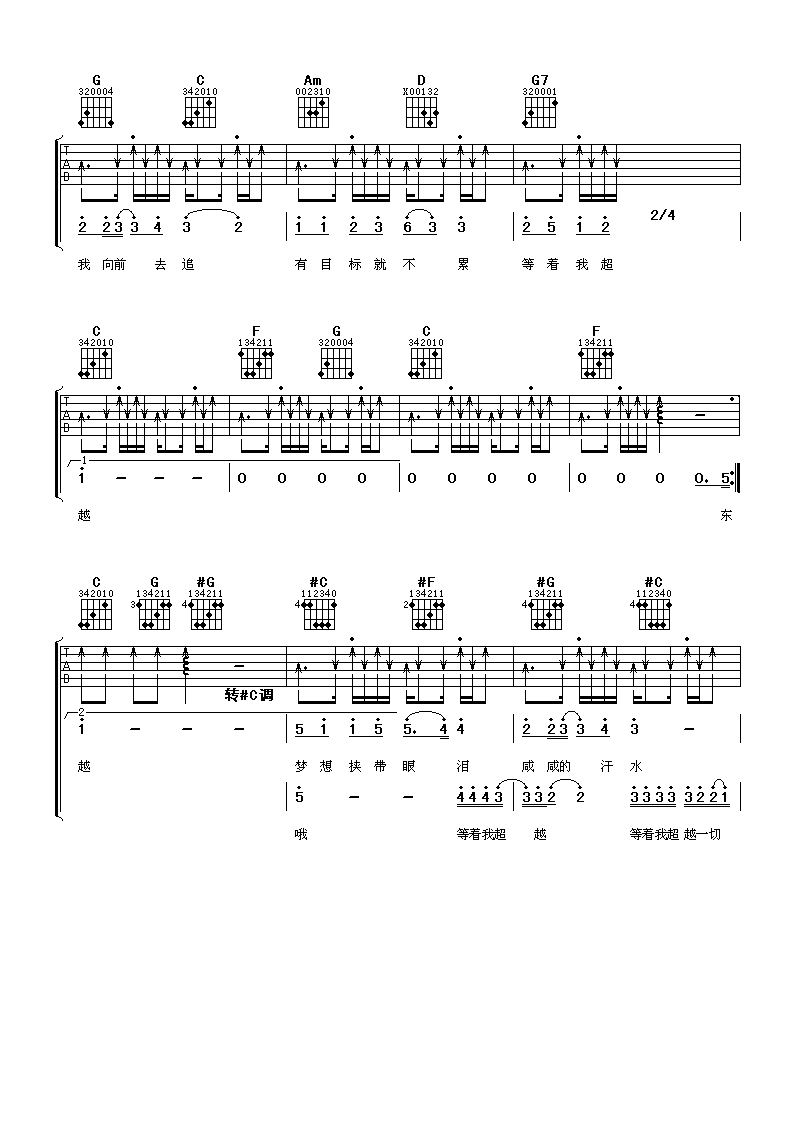 G C Am D G7
320004 342010 002310 X00132 320001
T
A
B
2 2 3 3 4 3 2 1 1 2 3 6 3 3 2 5 1 2 2/4
我 向前 去 追 有 目 标 就 不 累 等 着 我 超
C F G C F
342010 134211 320004 342010 134211
T
A
B
1
1 - - - 0 0 0 0 0 0 0 0 0 0 0 0. 5
越 东
C G #G #C #F #G #C
342010 3 134211 4 134211 4 112340 2 134211 4 134211 4 112340
T
A
B
转#C调
2
1 - - - 5 1 1 5 5. 4 4 2 2 3 3 4 3 -
越 梦 想 挟 带 眼 泪 咸 咸的 汗 水
5 - - 4 4 4 3 3 3 2 2 3 3 3 3 3 2 2 1
哦 等着我超 越 等着我超 越一切